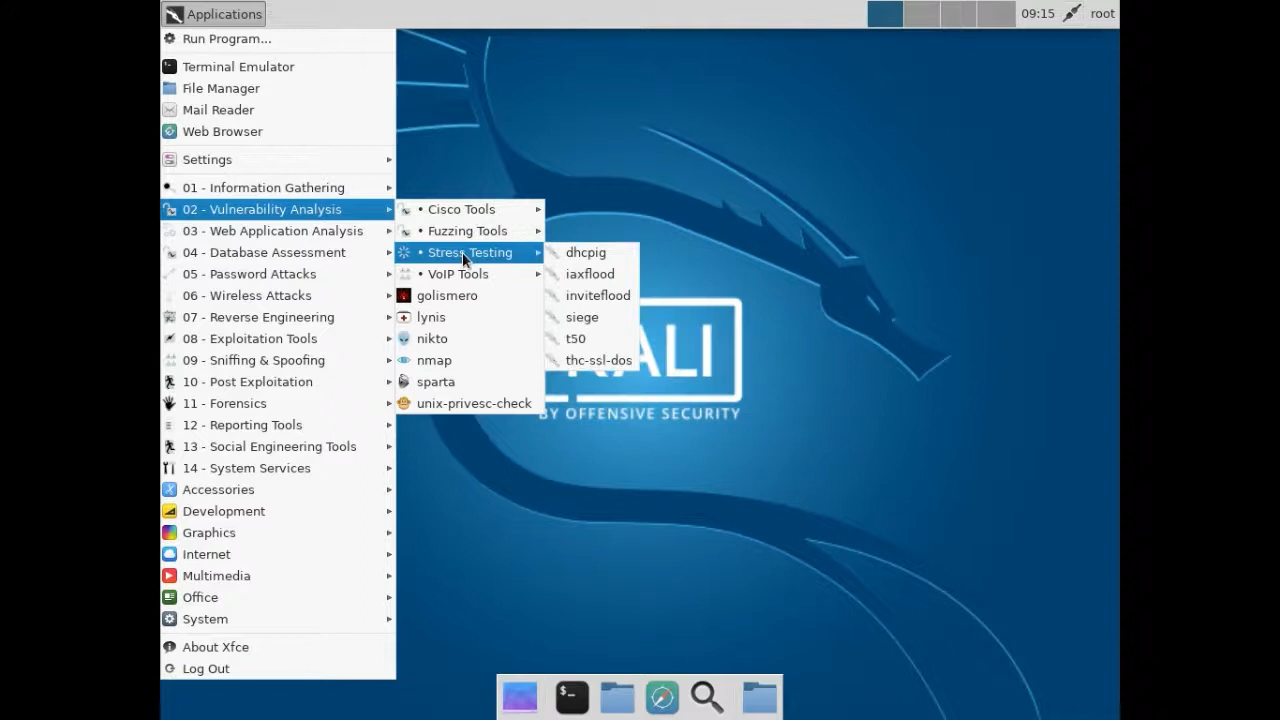 Applications
09:15
root
Run Program...
Terminal Emulator
File Manager
Mail Reader
Web Browser
Settings
01 - Information Gathering
02 - Vulnerability Analysis
03 - Web Application Analysis
04 - Database Assessment
05 - Password Attacks
06 - Wireless Attacks
07 - Reverse Engineering
08 - Exploitation Tools
09 - Sniffing & Spoofing
10 - Post Exploitation
11 - Forensics
12 - Reporting Tools
13 - Social Engineering Tools
14 - System Services
Accessories
Development
Graphics
Internet
Multimedia
Office
System
About Xfce
Log Out
• Cisco Tools
• Fuzzing Tools
• Stress Testing
• VoIP Tools
golismero
lynis
nikto
nmap
sparta
unix-privesc-check
dhcpig
iaxflood
inviteflood
siege
t50
thc-ssl-dos
ALI
BY OFFENSIVE SECURITY
$-